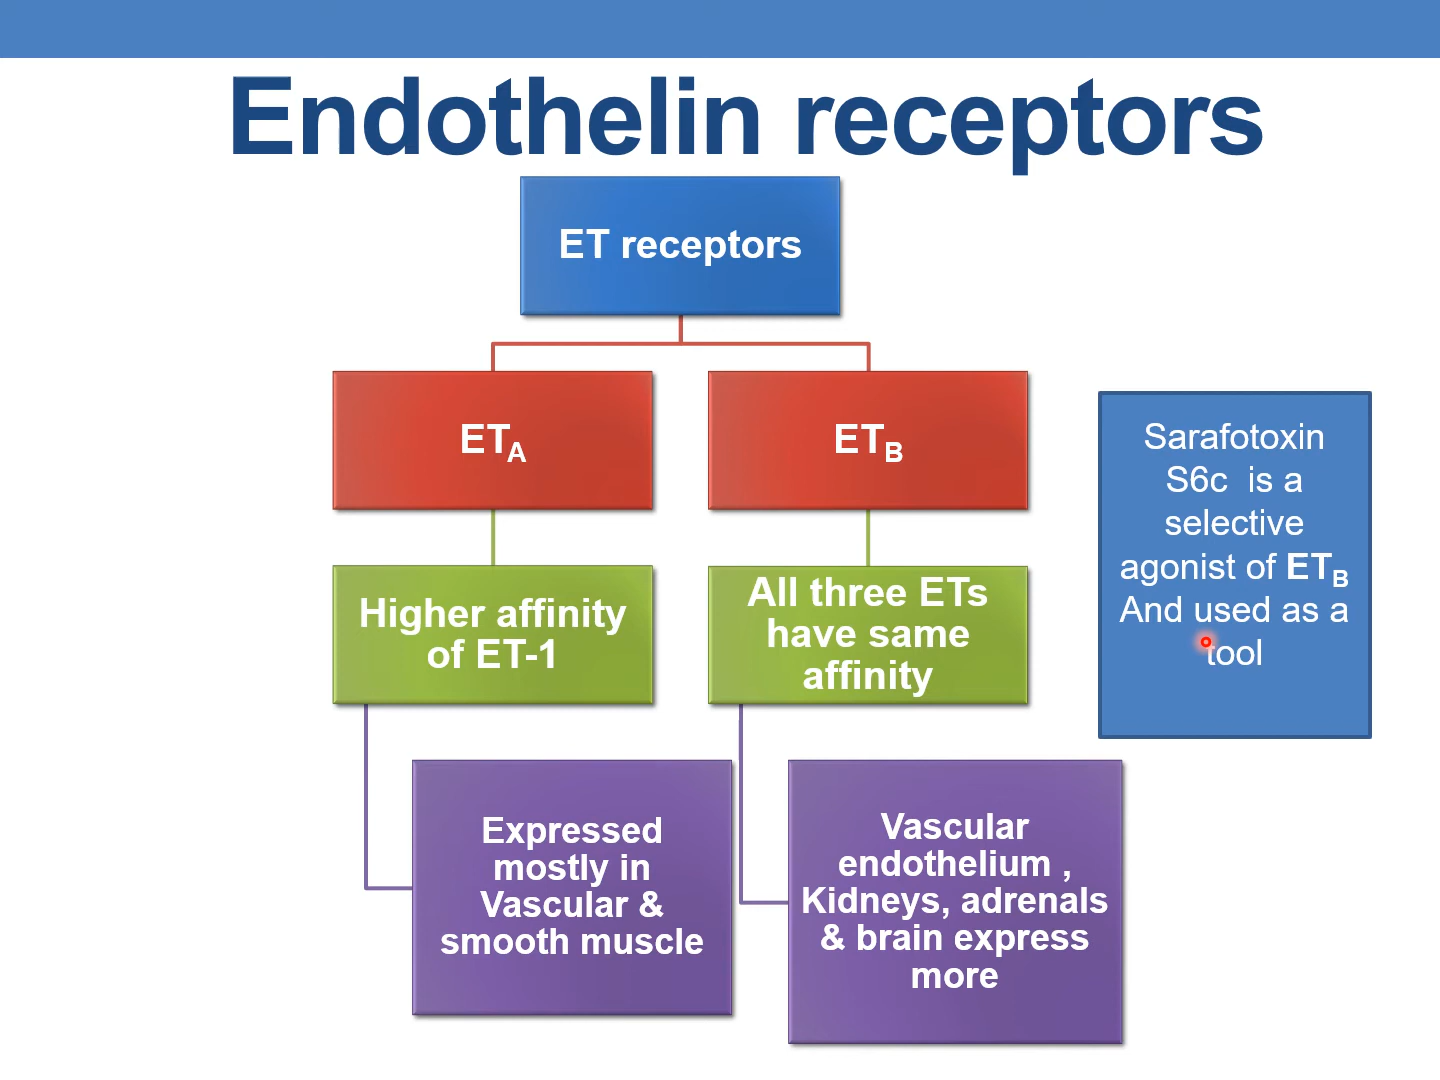 Endothelin receptors
ET receptors
ETA
ETB
Higher affinity
of ET-1
All three ETs
have same
affinity
Expressed
mostly in
Vascular &
smooth muscle
Vascular
endothelium ,
Kidneys, adrenals
& brain express
more
Sarafotoxin
S6c  is a
selective
agonist of ETB
And used as a
tool